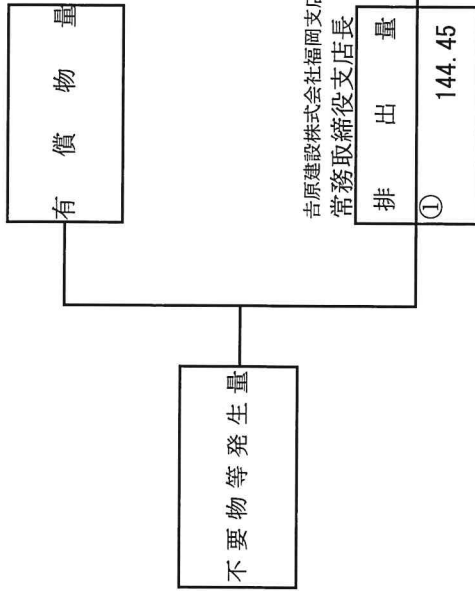 有償物量
不要物等発生量
吉原建設株式会社福岡支店
常務取締役支店長
排出量
①
144.45